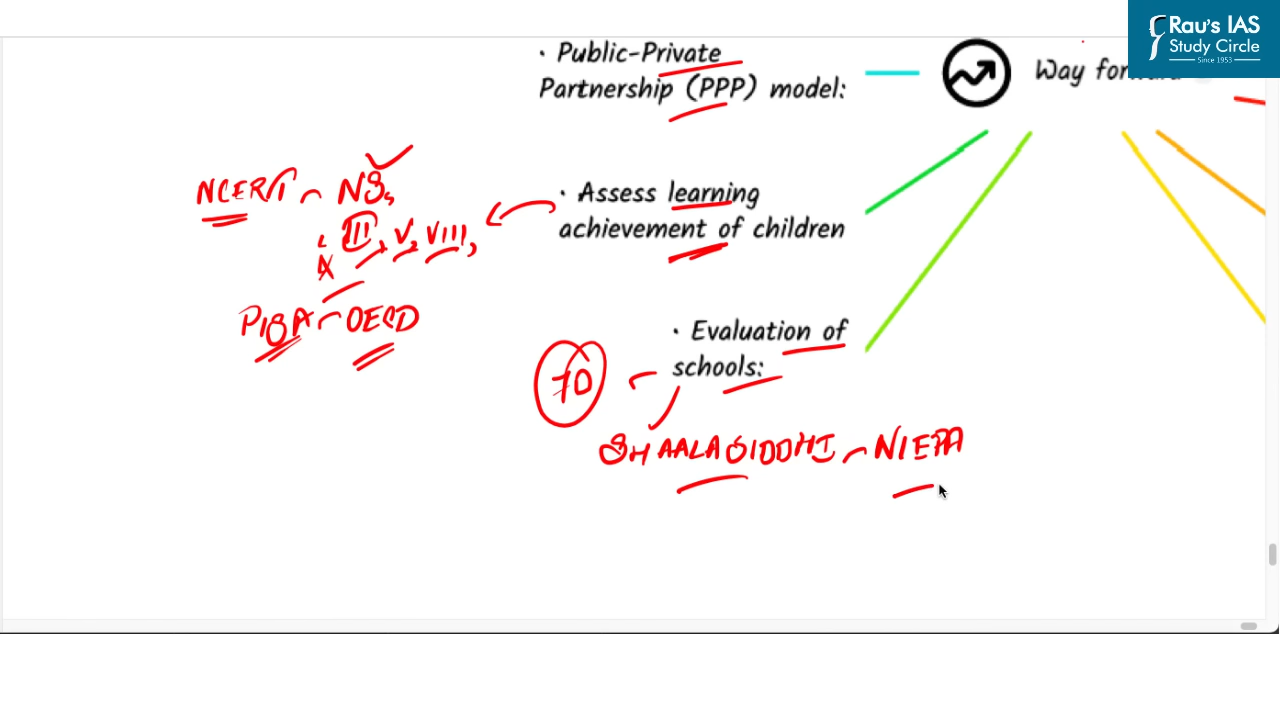 Rau's IAS
Study Circle
Since 1953
• Public-Private
Partnership (PPP) model:
Way forward
NCERT - NAS
III, V, VIII,
• Assess learning
achievement of children
PISA - OECD
• Evaluation of
schools:
SHAALASIDDHI - NIEPA